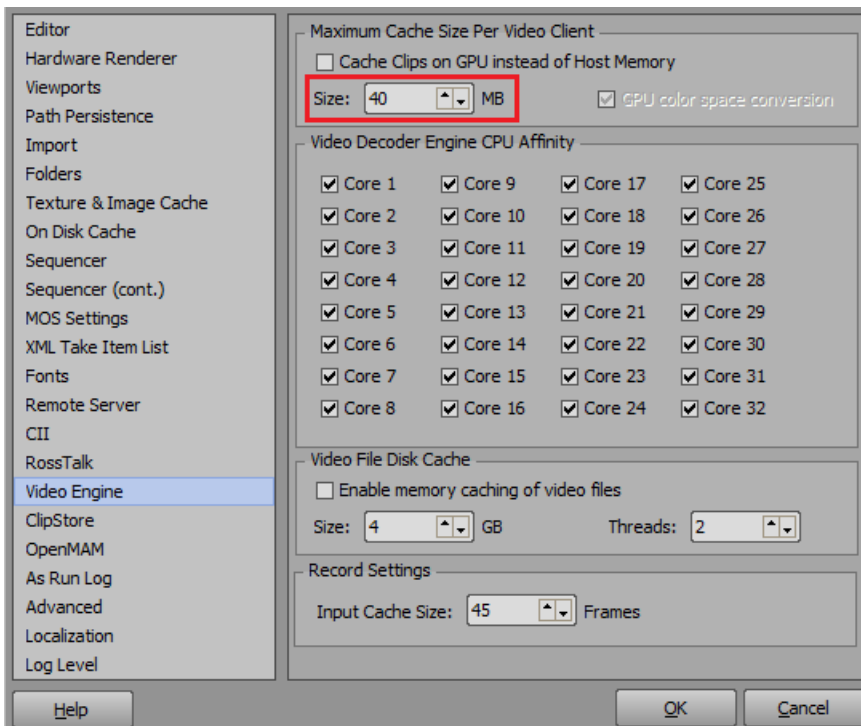 Editor
Hardware Renderer
Viewports
Path Persistence
Import
Folders
Texture & Image Cache
On Disk Cache
Sequencer
Sequencer (cont.)
MOS Settings
XML Take Item List
Fonts
Remote Server
CII
RossTalk
Video Engine
ClipStore
OpenMAM
As Run Log
Advanced
Localization
Log Level
Maximum Cache Size Per Video Client
Cache Clips on GPU instead of Host Memory
Size: 40 MB GPU color space conversion
Video Decoder Engine CPU Affinity
Core 1 Core 9 Core 17 Core 25
Core 2 Core 10 Core 18 Core 26
Core 3 Core 11 Core 19 Core 27
Core 4 Core 12 Core 20 Core 28
Core 5 Core 13 Core 21 Core 29
Core 6 Core 14 Core 22 Core 30
Core 7 Core 15 Core 23 Core 31
Core 8 Core 16 Core 24 Core 32
Video File Disk Cache
Enable memory caching of video files
Size: 4 GB Threads: 2
Record Settings
Input Cache Size: 45 Frames
Help OK Cancel